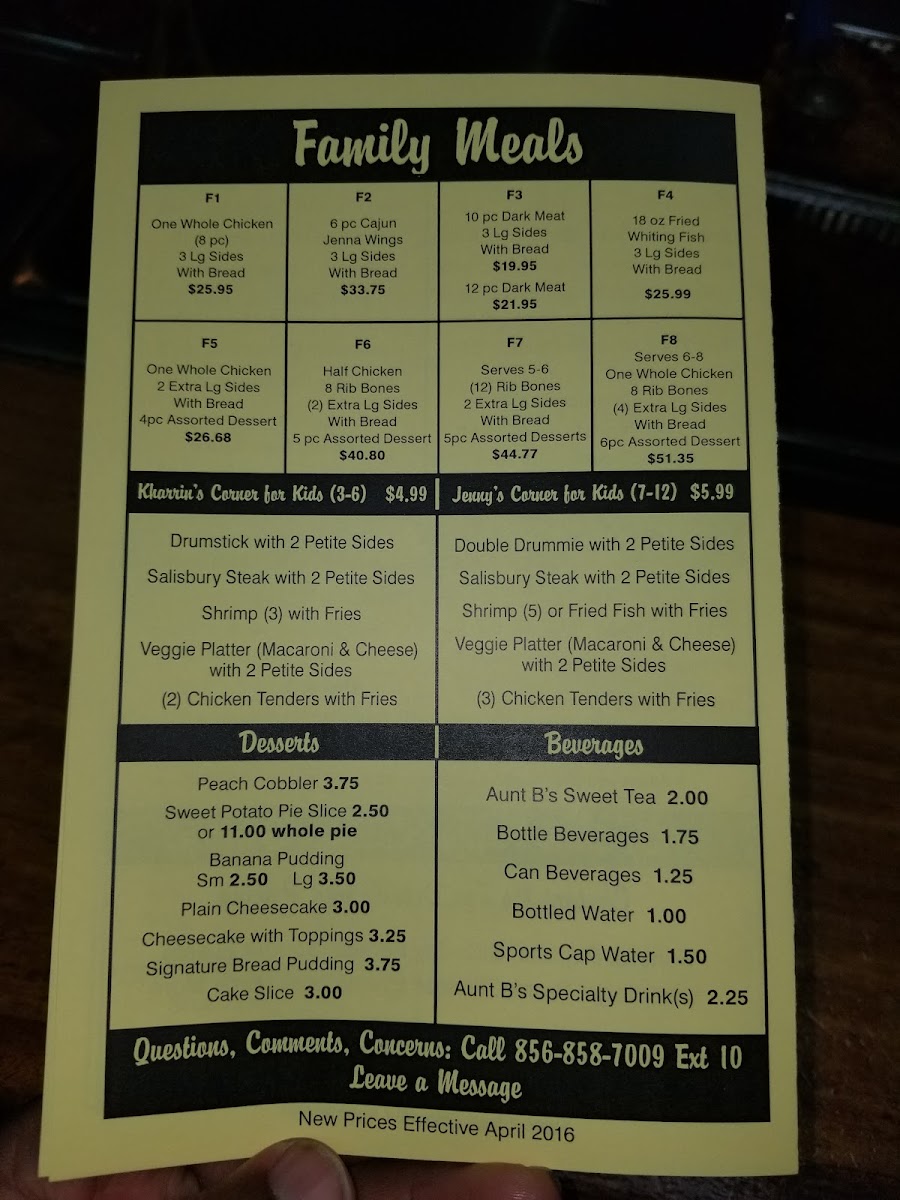 Family Meals
F1
One Whole Chicken
(8 pc)
3 Lg Sides
With Bread
$25.95
F2
6 pc Cajun
Jenna Wings
3 Lg Sides
With Bread
$33.75
F3
10 pc Dark Meat
3 Lg Sides
With Bread
$19.95
12 pc Dark Meat
$21.95
F4
18 oz Fried
Whiting Fish
3 Lg Sides
With Bread
$25.99
F5
One Whole Chicken
2 Extra Lg Sides
With Bread
4pc Assorted Dessert
$26.68
F6
Half Chicken
8 Rib Bones
(2) Extra Lg Sides
With Bread
5 pc Assorted Dessert
$40.80
F7
Serves 5-6
(12) Rib Bones
2 Extra Lg Sides
With Bread
5pc Assorted Desserts
$44.77
F8
Serves 6-8
One Whole Chicken
8 Rib Bones
(4) Extra Lg Sides
With Bread
6pc Assorted Dessert
$51.35
Kharrin's Corner for Kids (3-6) $4.99
Drumstick with 2 Petite Sides
Salisbury Steak with 2 Petite Sides
Shrimp (3) with Fries
Veggie Platter (Macaroni & Cheese)
with 2 Petite Sides
(2) Chicken Tenders with Fries
Jenny's Corner for Kids (7-12) $5.99
Double Drummie with 2 Petite Sides
Salisbury Steak with 2 Petite Sides
Shrimp (5) or Fried Fish with Fries
Veggie Platter (Macaroni & Cheese)
with 2 Petite Sides
(3) Chicken Tenders with Fries
Desserts
Peach Cobbler 3.75
Sweet Potato Pie Slice 2.50
or 11.00 whole pie
Banana Pudding
Sm 2.50 Lg 3.50
Plain Cheesecake 3.00
Cheesecake with Toppings 3.25
Signature Bread Pudding 3.75
Cake Slice 3.00
Beverages
Aunt B's Sweet Tea 2.00
Bottle Beverages 1.75
Can Beverages 1.25
Bottled Water 1.00
Sports Cap Water 1.50
Aunt B's Specialty Drink(s) 2.25
Questions, Comments, Concerns: Call 856-858-7009 Ext 10
Leave a Message
New Prices Effective April 2016